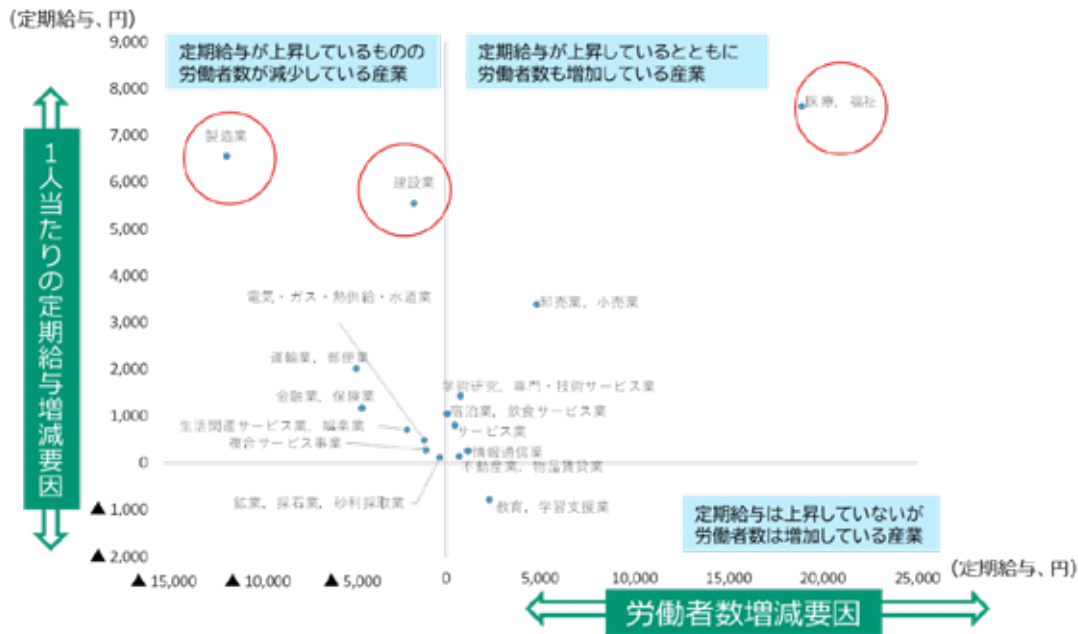 (定期給与、円)
9,000
8,000
7,000
6,000
5,000
4,000
3,000
2,000
1,000
0
▲ 1,000
▲ 2,000
1人当たりの定期給与増減要因
定期給与が上昇しているものの
労働者数が減少している産業
定期給与が上昇しているとともに
労働者数も増加している産業
医療，福祉
製造業
建設業
電気・ガス・熱供給・水道業
卸売業，小売業
運輸業，郵便業
学術研究，専門・技術サービス業
金融業，保険業
宿泊業，飲食サービス業
生活関連サービス業，娯楽業
サービス業
複合サービス事業
情報通信業
不動産業，物品賃貸業
鉱業，採石業，砂利採取業
教育，学習支援業
定期給与は上昇していないが
労働者数は増加している産業
▲ 15,000 ▲ 10,000 ▲ 5,000 0 5,000 10,000 15,000 20,000 25,000
(定期給与、円)
労働者数増減要因